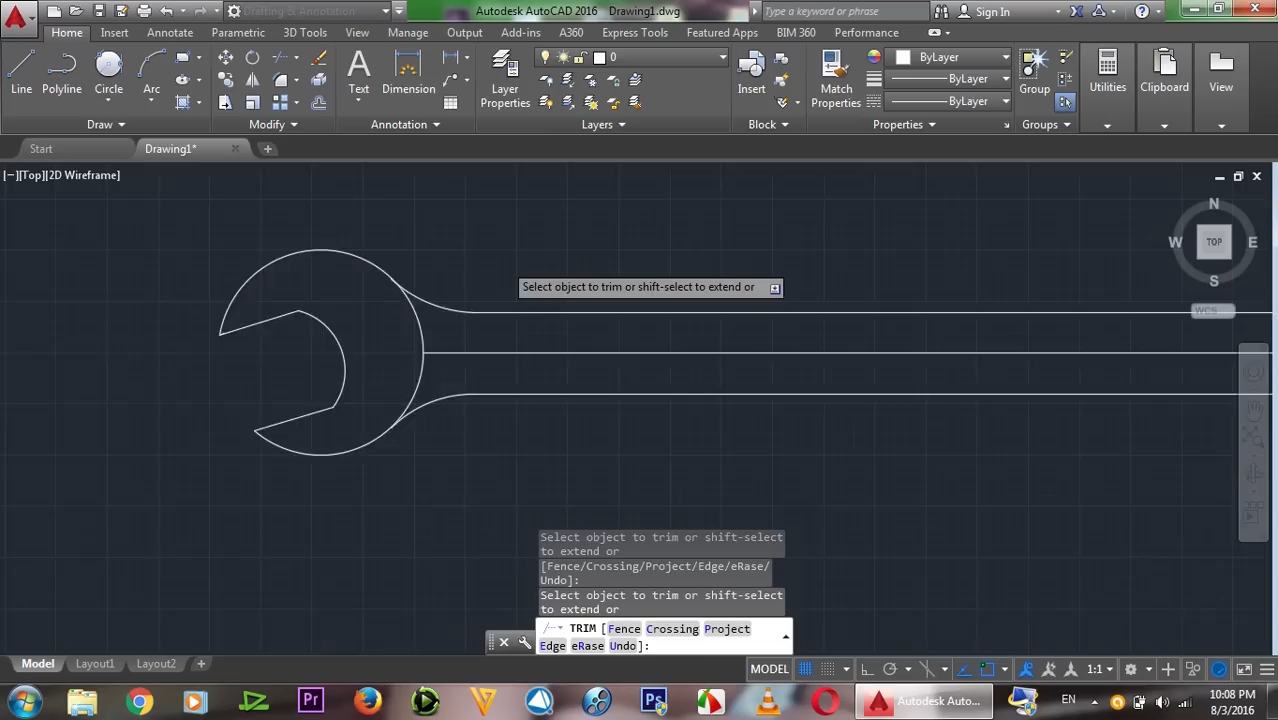 Drafting & Annotation
Autodesk AutoCAD 2016 Drawing1.dwg
Type a keyword or phrase
Sign In
Home Insert Annotate Parametric 3D Tools View Manage Output Add-ins A360 Express Tools Featured Apps BIM 360 Performance
0
ByLayer
ByLayer
ByLayer
Line Polyline Circle Arc Text Dimension Layer Properties Insert Match Properties Group Utilities Clipboard View
Draw Modify Annotation Layers Block Properties Groups
Start Drawing1*
[−][Top][2D Wireframe]
N
W TOP E
S
WCS
Select object to trim or shift-select to extend or
Select object to trim or shift-select
to extend or
[Fence/Crossing/Project/Edge/eRase/
Undo]:
Select object to trim or shift-select
to extend or
TRIM [Fence Crossing Project
Edge eRase Undo]:
Model Layout1 Layout2
MODEL 1:1
Pr Ps Autodesk Auto... EN 10:08 PM
8/3/2016